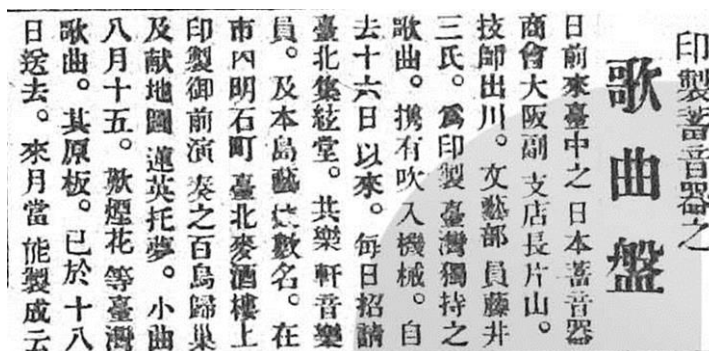 印製蓄音器之
歌曲盤
日前來臺中之日本蓄音器
商會大阪副支店長片山。
技師出川。文藝部員藤井
三氏。爲印製臺灣獨持之
歌曲。携有吹入機械。自
去十六日以來。每日招請
臺北集絃堂。共樂軒音樂
員。及本島藝 數名。在
市內明石町臺北麥酒樓上
印製御前演奏之百鳥歸巢
及献地圖蓮英托夢。小曲
八月十五。歎煙花等臺灣
歌曲。其原板。已於十八
日送去。來月當能製成云